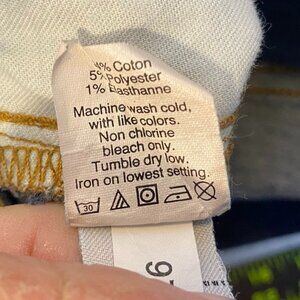 % Coton
5% Polyester
1% Elasthanne
Machine wash cold,
with like colors.
Non chlorine
bleach only.
Tumble dry low.
Iron on lowest setting.
30